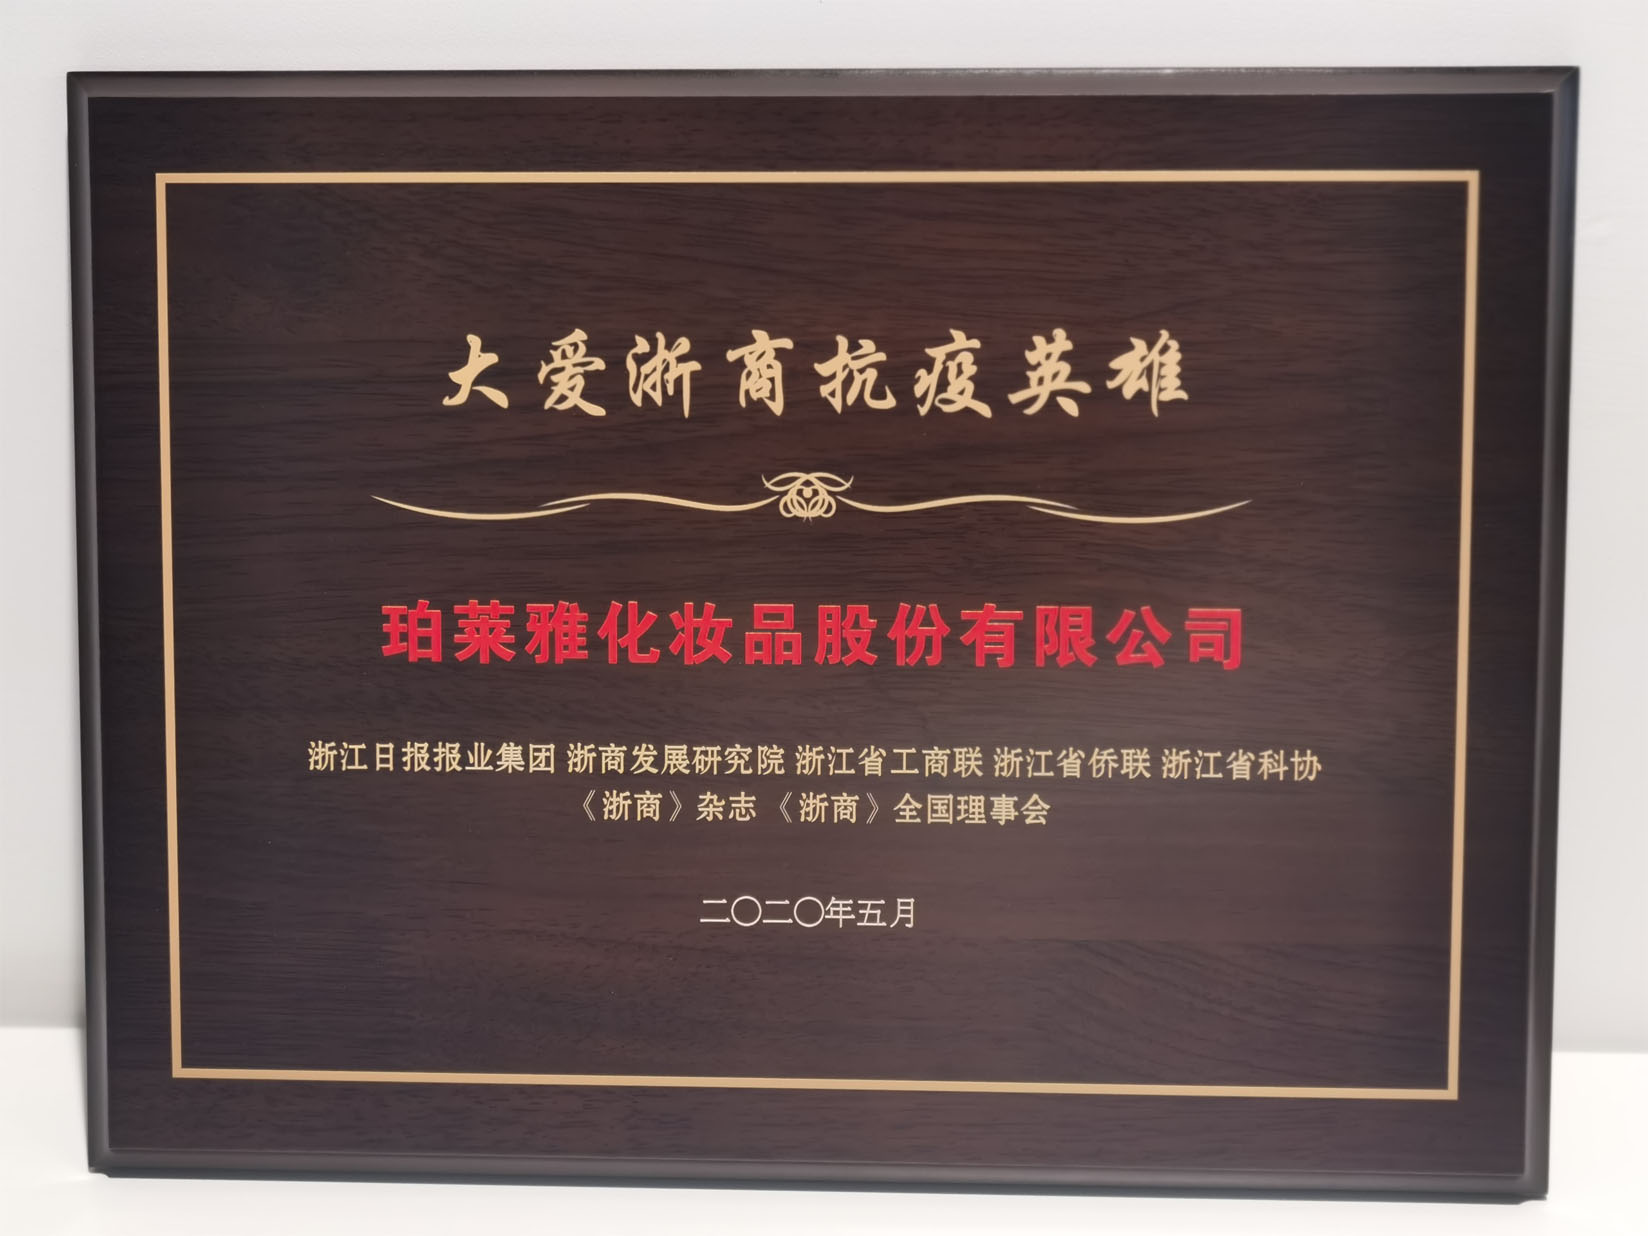 大爱浙商抗疫英雄
珀莱雅化妆品股份有限公司
浙江日报报业集团 浙商发展研究院 浙江省工商联 浙江省侨联 浙江省科协
《浙商》杂志 《浙商》全国理事会
二〇二〇年五月